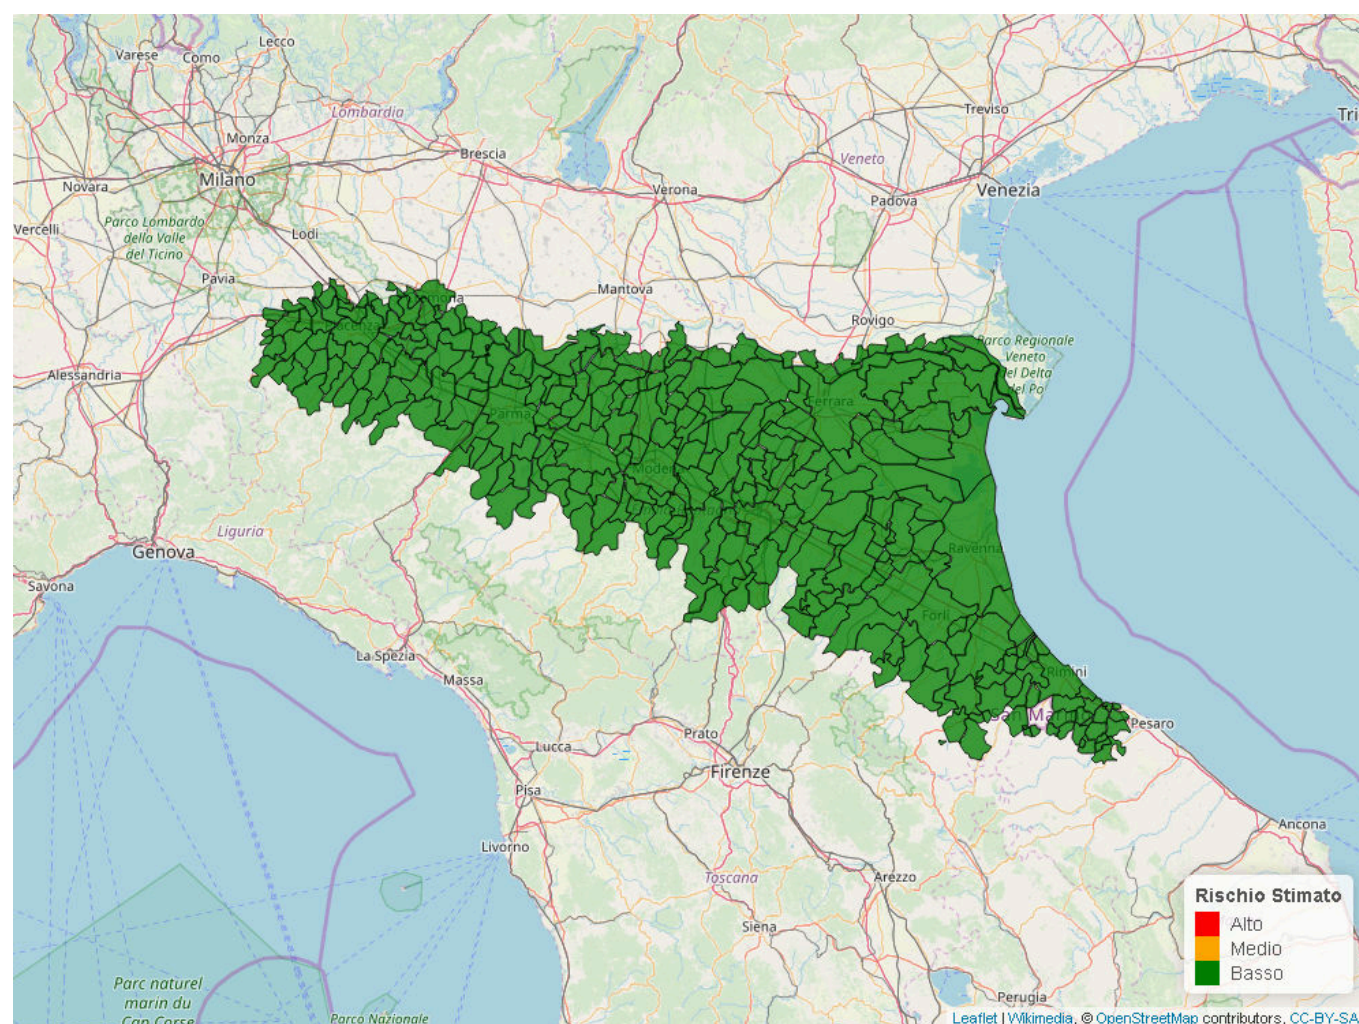 Lecco
Varese
Como
Lombardia
Treviso
Tri
Monza
Brescia
Veneto
Milano
Novara
Verona
Venezia
Padova
Parco Lombardo
della Valle
del Ticino
Vercelli
Lodi
Pavia
Mantova
Rovigo
Parco Regionale
Veneto
del Delta
del Po
Alessandria
Ferrara
Parma
Liguria
Genova
Ravenna
Savona
Forlì
La Spezia
Massa
Rimini
Pesaro
Prato
Lucca
Firenze
Pisa
Ancona
Livorno
Toscana
Arezzo
Siena
Perugia
Parc naturel
marin du
Cap Corse
Parco Nazionale
Rischio Stimato
Alto
Medio
Basso
Leaflet | Wikimedia, © OpenStreetMap contributors, CC-BY-SA